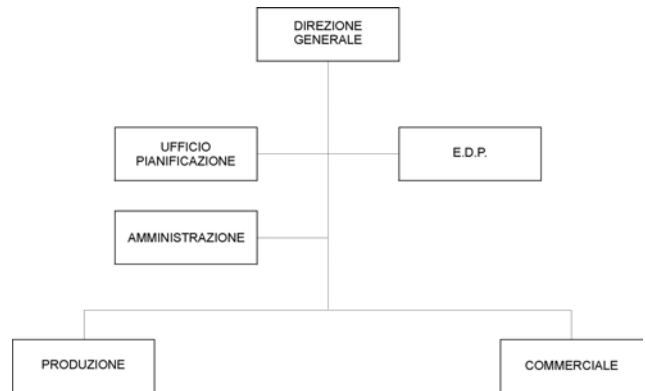 DIREZIONE
GENERALE
UFFICIO
PIANIFICAZIONE
E.D.P.
AMMINISTRAZIONE
PRODUZIONE
COMMERCIALE